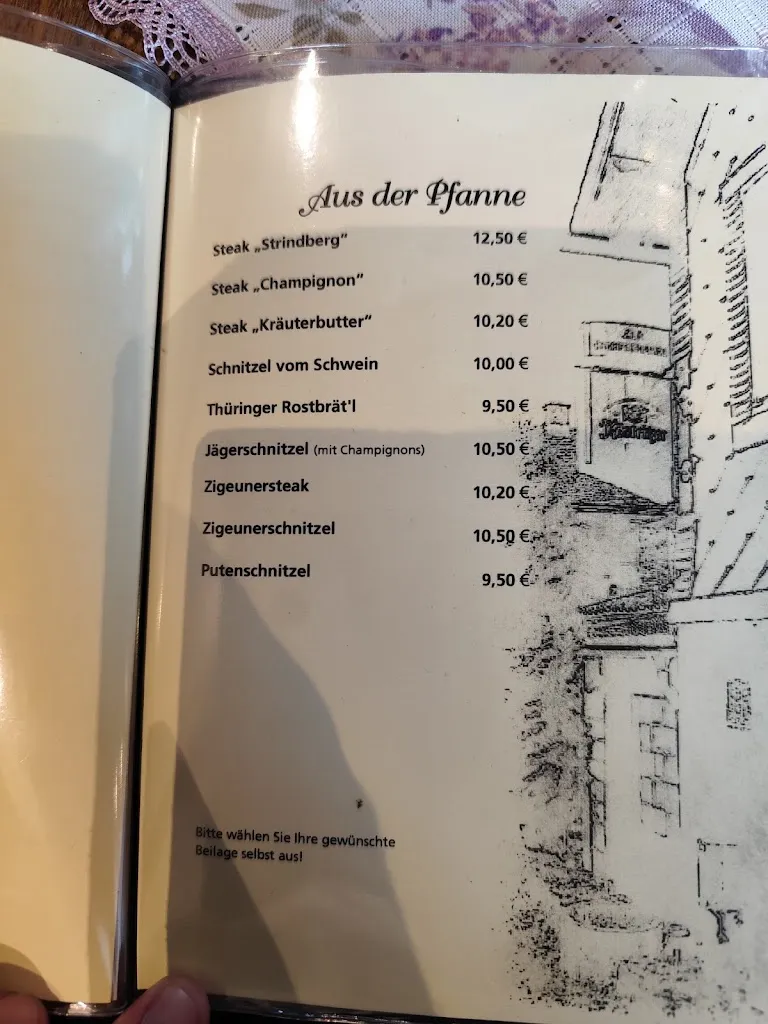 Aus der Pfanne
Steak „Strindberg“ 12,50 €
Steak „Champignon“ 10,50 €
Steak „Kräuterbutter“ 10,20 €
Schnitzel vom Schwein 10,00 €
Thüringer Rostbrät'l 9,50 €
Jägerschnitzel (mit Champignons) 10,50 €
Zigeunersteak 10,20 €
Zigeunerschnitzel 10,50 €
Putenschnitzel 9,50 €
Bitte wählen Sie Ihre gewünschte
Beilage selbst aus!